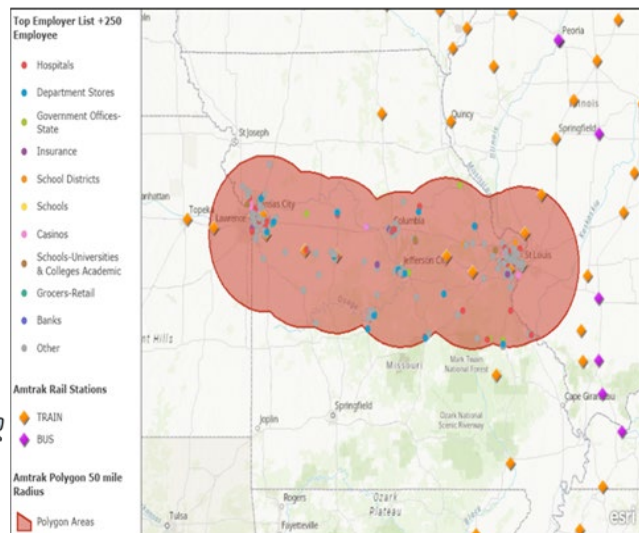 Top Employer List +250
Employee
Hospitals
Department Stores
Government Offices-
State
Insurance
School Districts
Schools
Casinos
Schools-Universities
& Colleges Academic
Grocers-Retail
Banks
Other
Amtrak Rail Stations
TRAIN
BUS
Amtrak Polygon 50 mile
Radius
Polygon Areas
Peoria
Illinois
Quincy
Springfield
St Joseph
Topeka
Lawrence
Columbia
Jefferson City
St Louis
Osage
Missouri
Mark Twain
National Forest
Cape Girardeau
Joplin
Springfield
Ozark National
Scenic Riverway
Rogers
Ozark
Plateau
Fayetteville
Tulsa
esri